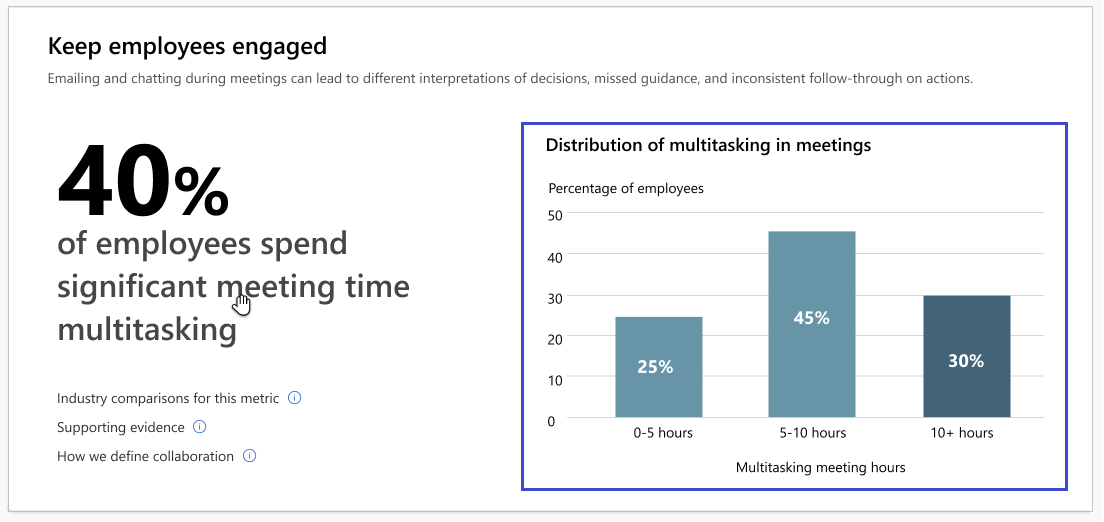 Keep employees engaged
Emailing and chatting during meetings can lead to different interpretations of decisions, missed guidance, and inconsistent follow-through on actions.
40%
of employees spend
significant meeting time
multitasking
Industry comparisons for this metric
Supporting evidence
How we define collaboration
Distribution of multitasking in meetings
Percentage of employees
50
40
30
20
10
0
25%
45%
30%
0-5 hours
5-10 hours
10+ hours
Multitasking meeting hours